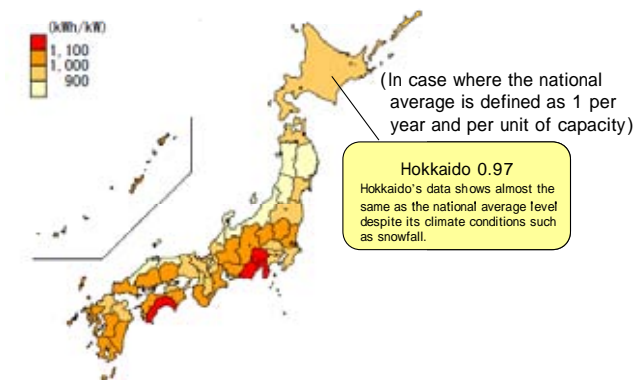 (kWh/kW)
1,100
1,000
900
(In case where the national
average is defined as 1 per
year and per unit of capacity)
Hokkaido 0.97
Hokkaido's data shows almost the
same as the national average level
despite its climate conditions such
as snowfall.